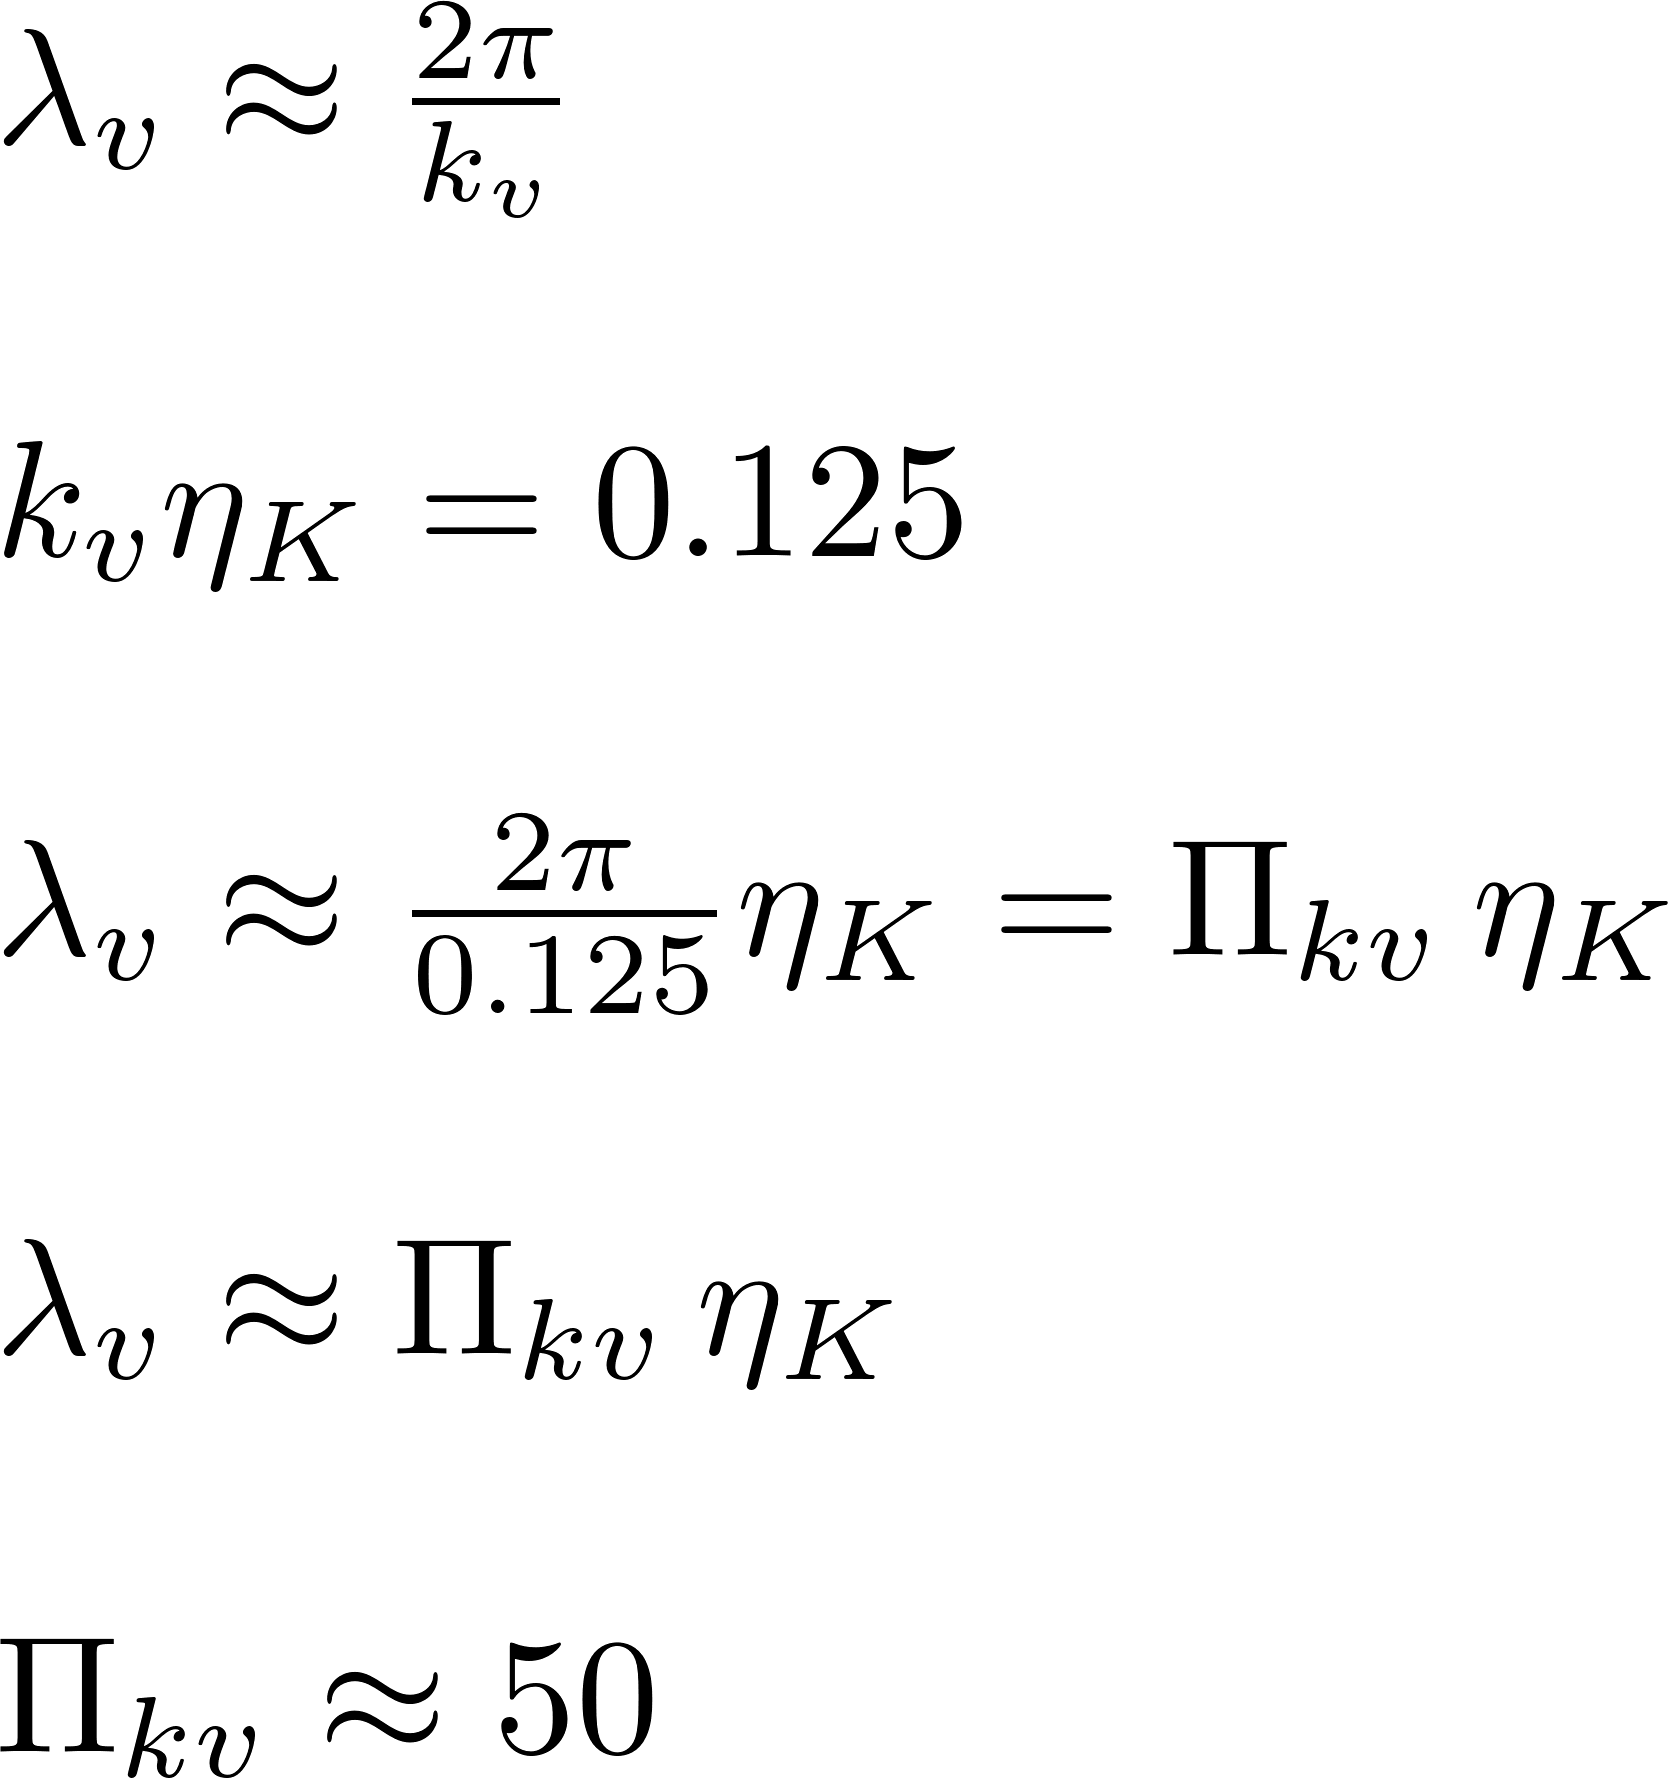 λ_v ≈ 2π/k_v
k_v η_K = 0.125
λ_v ≈ 2π/0.125 η_K = Π_kv η_K
λ_v ≈ Π_kv η_K
Π_kv ≈ 50